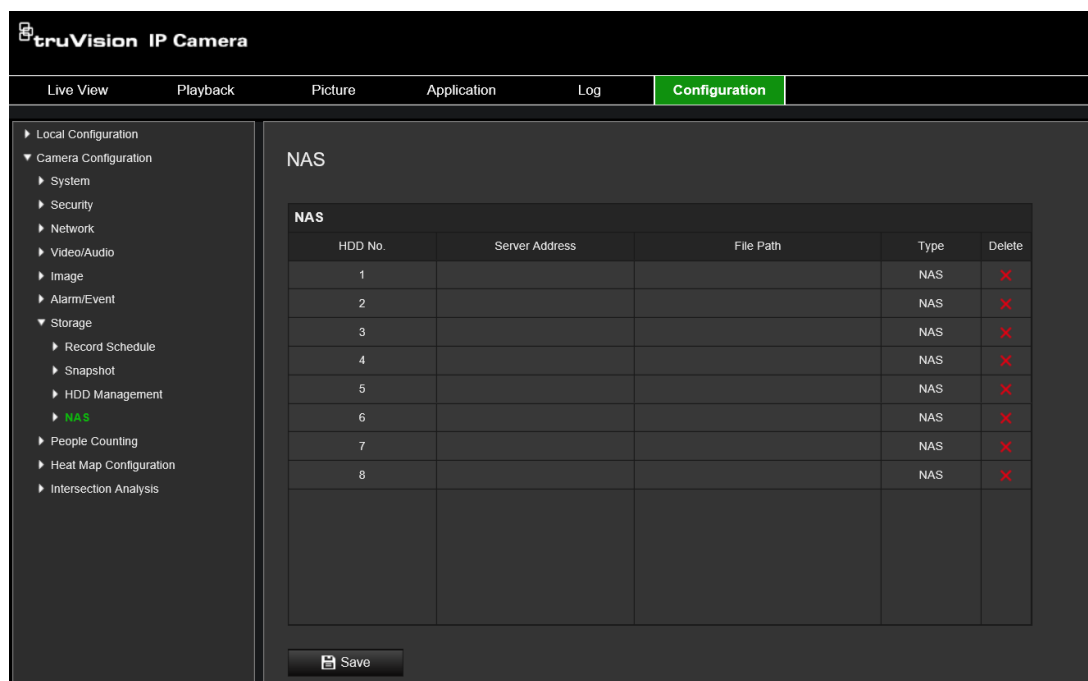 truVision IP Camera
Live View Playback Picture Application Log Configuration
Local Configuration
Camera Configuration
System
Security
Network
Video/Audio
Image
Alarm/Event
Storage
Record Schedule
Snapshot
HDD Management
NAS
People Counting
Heat Map Configuration
Intersection Analysis
NAS
NAS
HDD No. Server Address File Path Type Delete
1 NAS
2 NAS
3 NAS
4 NAS
5 NAS
6 NAS
7 NAS
8 NAS
Save